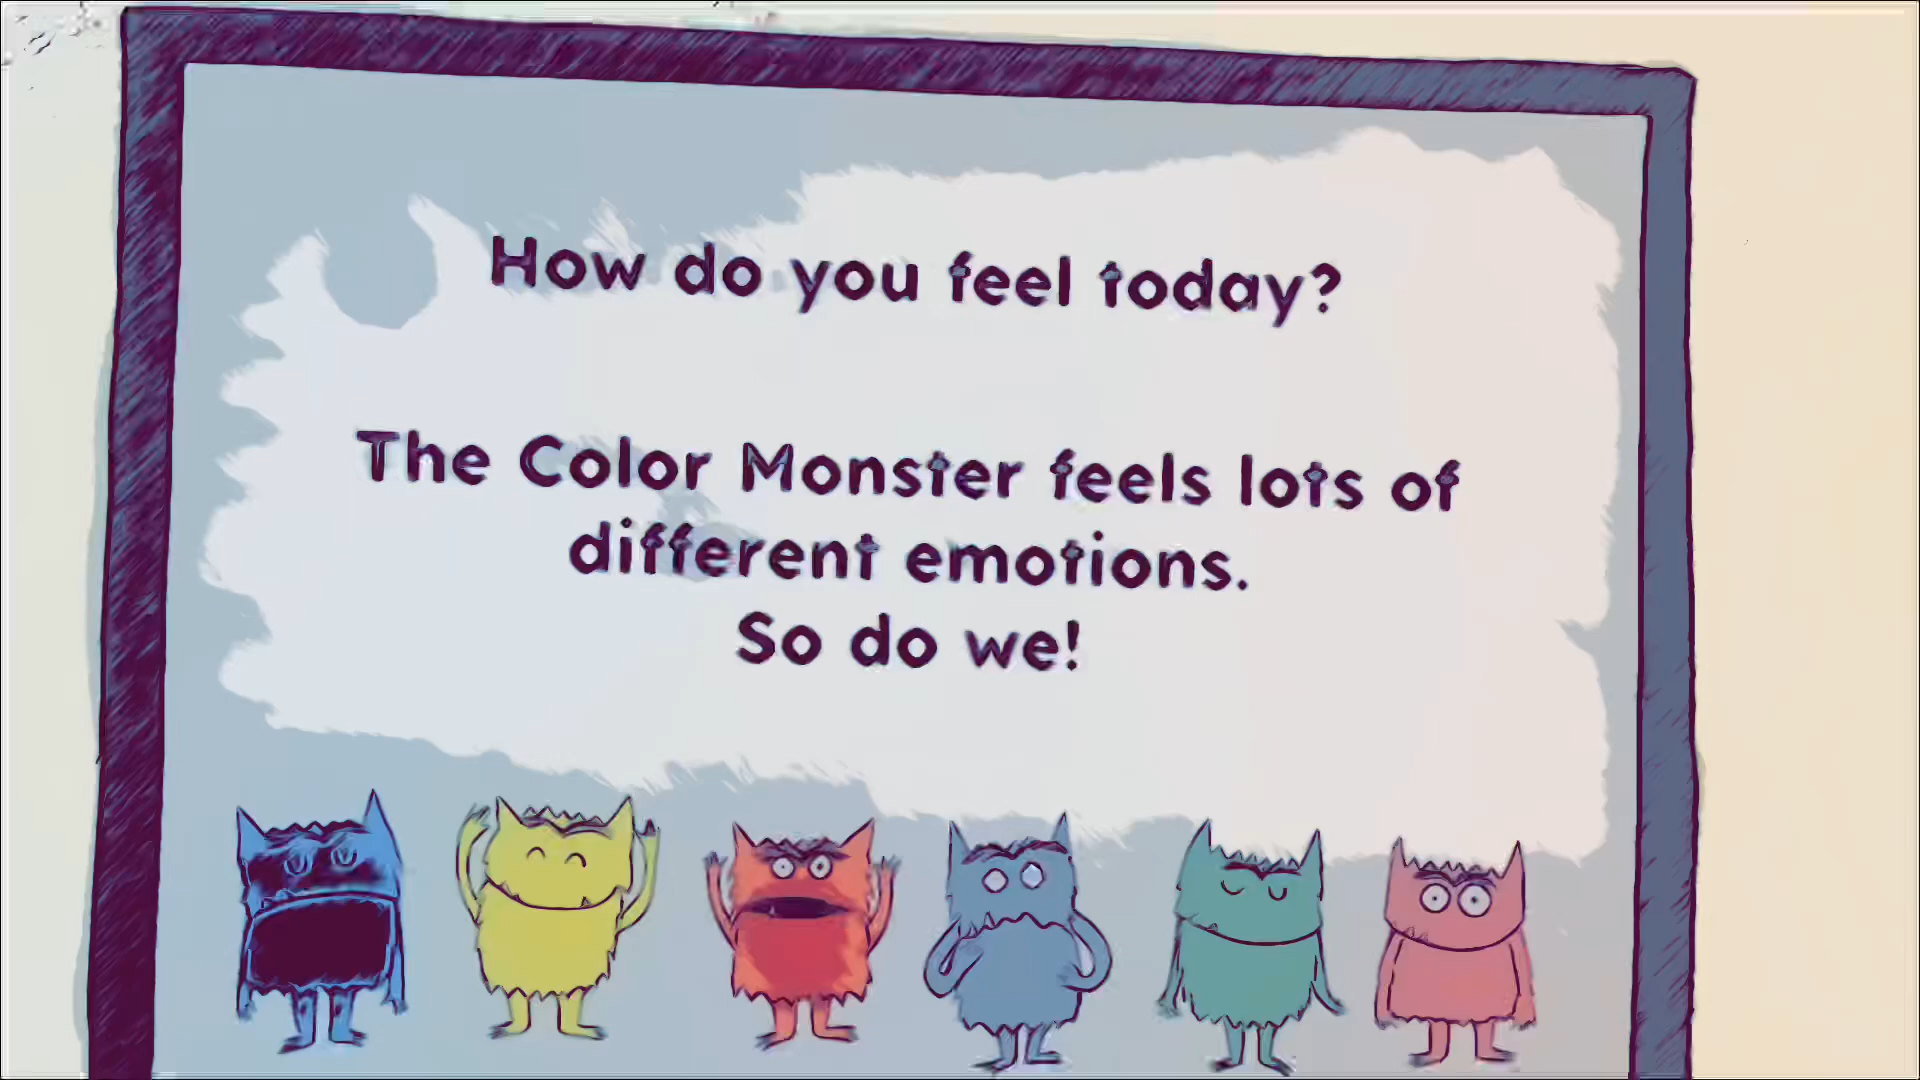 How do you feel today?
The Color Monster feels lots of
different emotions.
So do we!